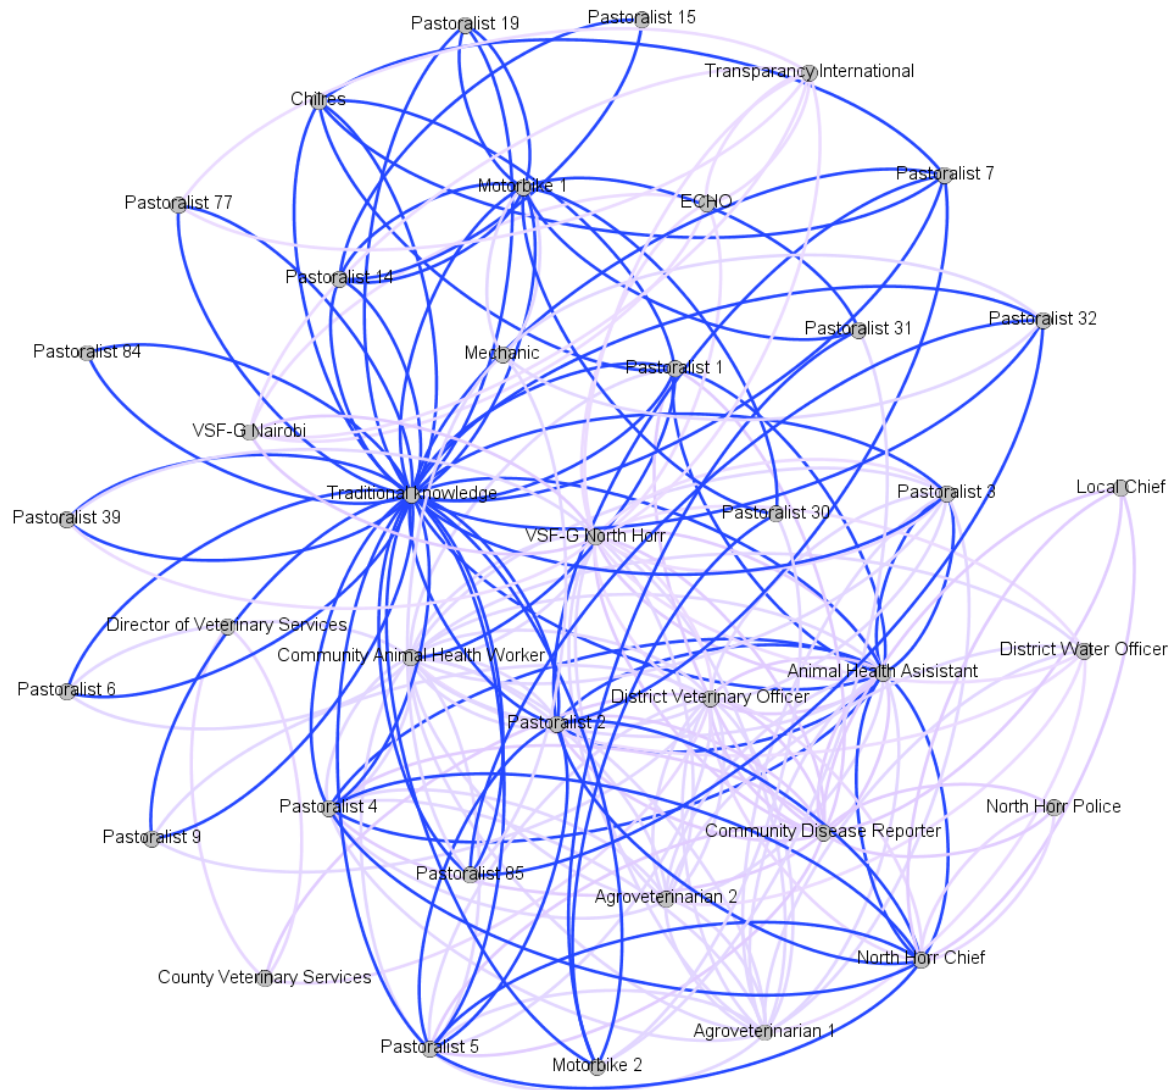 Pastoralist 15
Pastoralist 19
Transparancy International
Chilres
Pastoralist 7
Motorbike 1
Pastoralist 77
ECHO
Pastoralist 14
Pastoralist 32
Pastoralist 31
Pastoralist 84
Mechanic
Pastoralist 1
VSF-G Nairobi
Local Chief
Traditional knowledge
Pastoralist 3
Pastoralist 39
Pastoralist 30
VSF-G North Horr
Director of Veterinary Services
District Water Officer
Community Animal Health Worker
Animal Health Asisistant
Pastoralist 6
District Veterinary Officer
Pastoralist 2
Pastoralist 4
North Horr Police
Community Disease Reporter
Pastoralist 9
Pastoralist 85
Agroveterinarian 2
North Horr Chief
County Veterinary Services
Agroveterinarian 1
Pastoralist 5
Motorbike 2